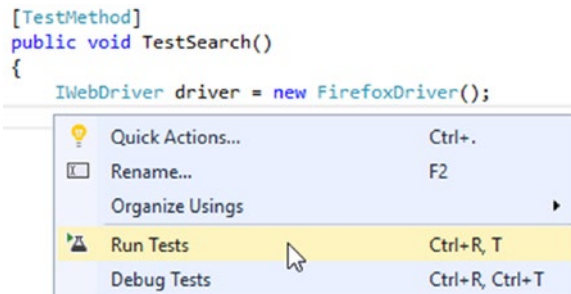 [TestMethod]
public void TestSearch()
{
IWebDriver driver = new FirefoxDriver();
Quick Actions... Ctrl+.
Rename... F2
Organize Usings
Run Tests Ctrl+R, T
Debug Tests Ctrl+R, Ctrl+T